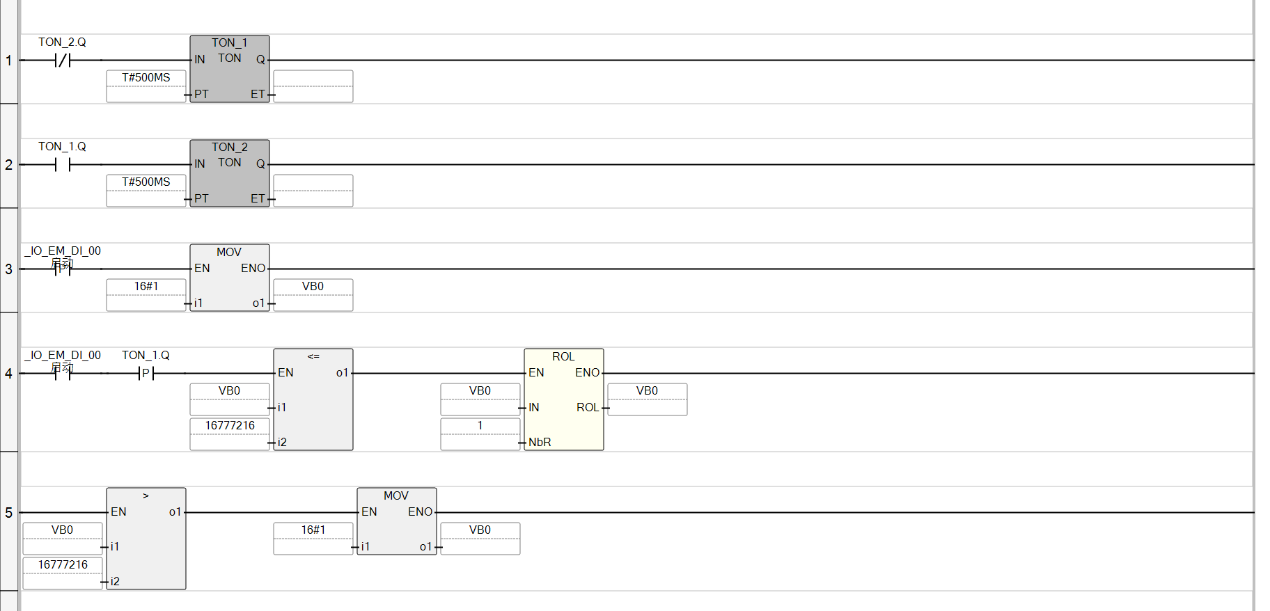 TON_2.Q
TON_1
1
IN TON Q
T#500MS
PT ET
TON_1.Q
TON_2
2
IN TON Q
T#500MS
PT ET
_IO_EM_DI_00
MOV
启动
P
3
EN ENO
16#1
VB0
i1 o1
_IO_EM_DI_00
TON_1.Q
<=
ROL
启动
4
P
EN o1
EN ENO
VB0
VB0
VB0
i1
IN ROL
16777216
1
i2
NbR
>
MOV
5
EN o1
EN ENO
VB0
16#1
VB0
i1
i1 o1
16777216
i2